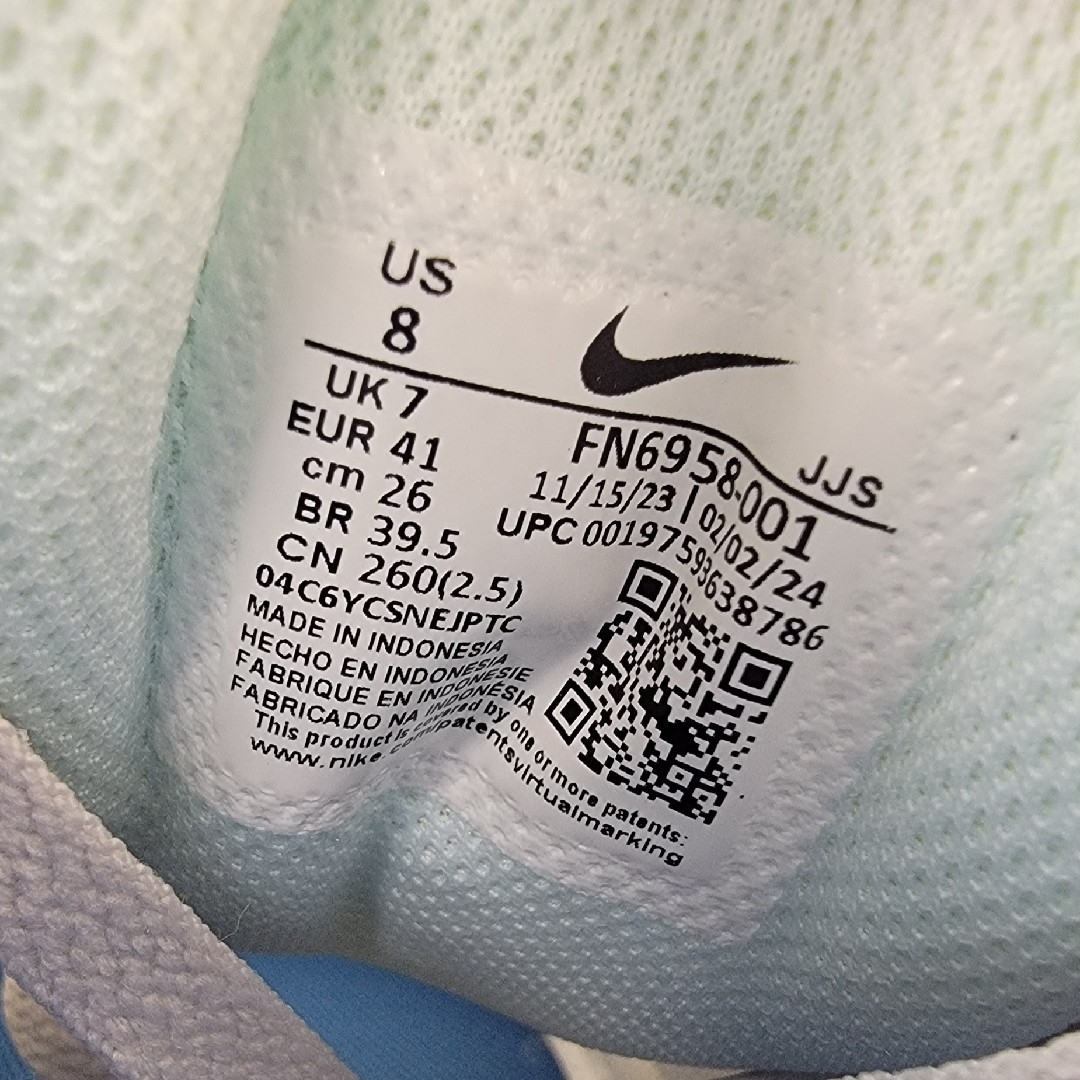 US
8
UK 7
EUR 41
cm 26
BR 39.5
CN 260(2.5)
04C6YCSNEJPTC
MADE IN INDONESIA
HECHO EN INDONESIA
FABRIQUE EN INDONESIE
FABRICADO NA INDONÉSIA
This product is covered by one or more patents:
www.nike.com/patentsvirtualmarking
JJS
FN6958-001
11/15/23 | 02/02/24
UPC 00197593638786